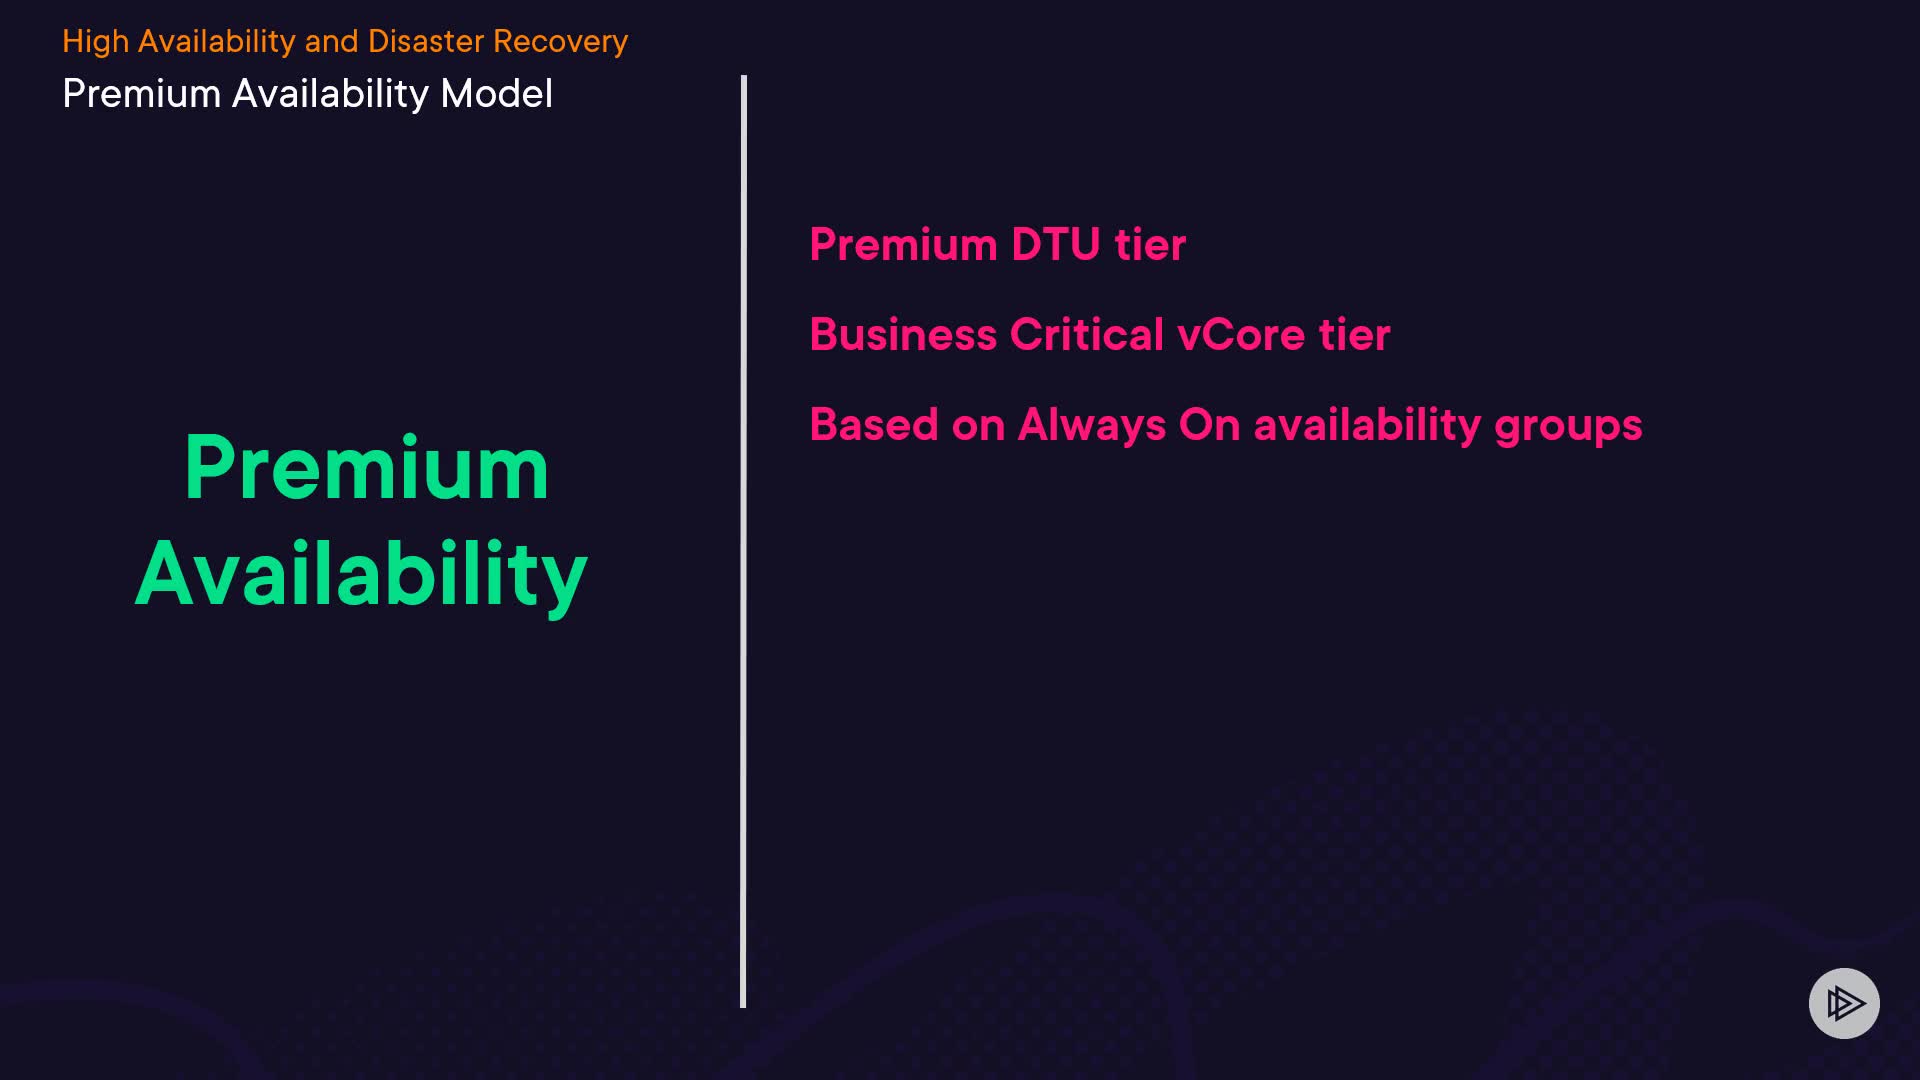 High Availability and Disaster Recovery
Premium Availability Model
Premium
Availability
Premium DTU tier
Business Critical vCore tier
Based on Always On availability groups